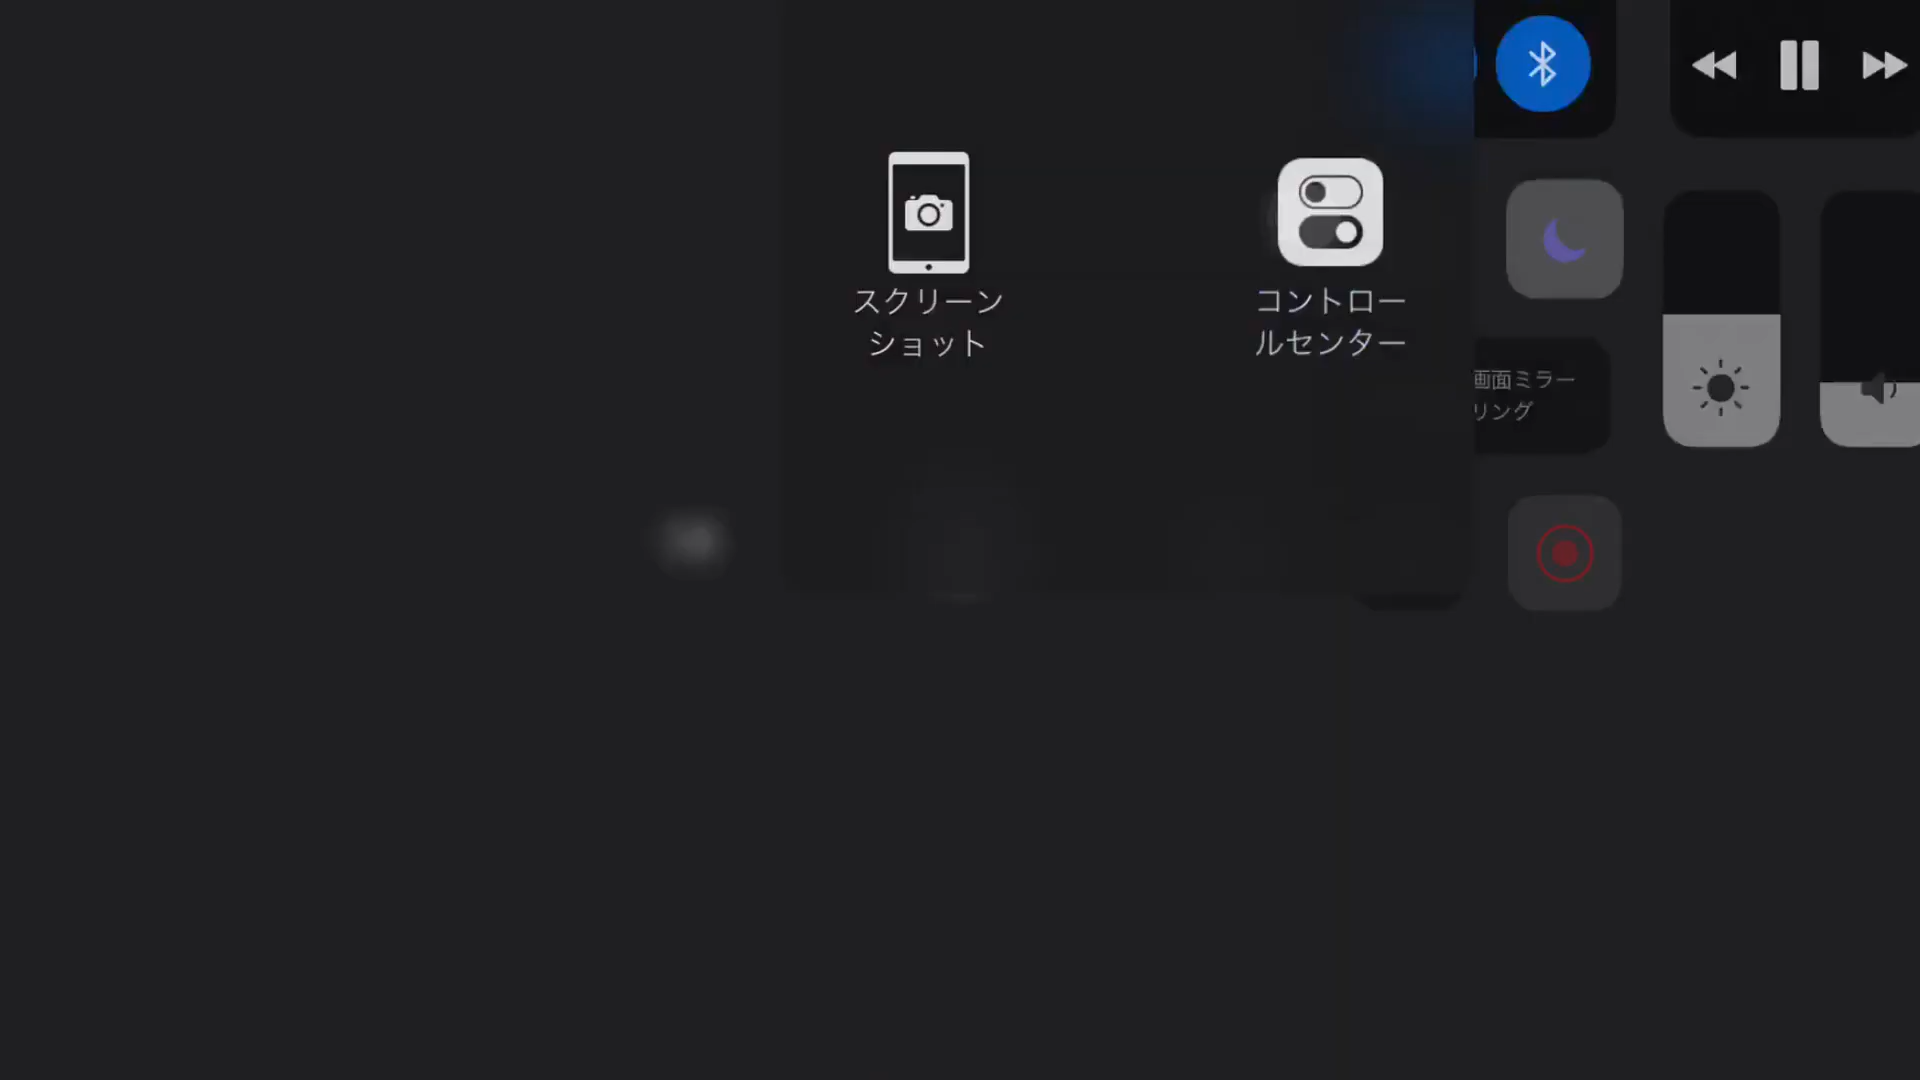 スクリーン
ショット
コントロー
ルセンター
画面ミラー
リング